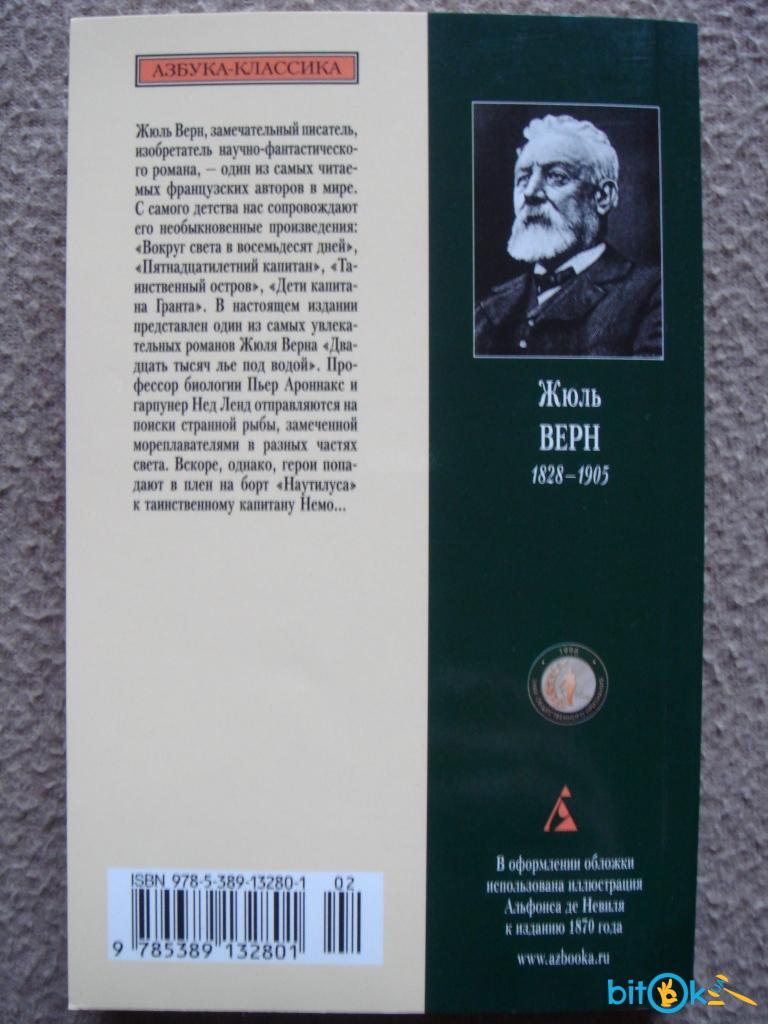 АЗБУКА-КЛАССИКА
Жюль Верн, замечательный писатель,
изобретатель научно-фантастическо-
го романа, – один из самых читае-
мых французских авторов в мире.
С самого детства нас сопровождают
его необыкновенные произведения:
«Вокруг света в восемьдесят дней»,
«Пятнадцатилетний капитан», «Та-
инственный остров», «Дети капита-
на Гранта». В настоящем издании
представлен один из самых увлека-
тельных романов Жюля Верна «Два-
дцать тысяч лье под водой». Про-
фессор биологии Пьер Ароннакс и
гарпунер Нед Ленд отправляются на
поиски странной рыбы, замеченной
мореплавателями в разных частях
света. Вскоре, однако, герои попа-
дают в плен на борт «Наутилуса»
к таинственному капитану Немо...
Жюль
ВЕРН
1828–1905
1998
В оформлении обложки
использована иллюстрация
Альфонса де Невиля
к изданию 1870 года
www.azbooka.ru
ISBN 978-5-389-13280-1 02
9 785389 132801
bitOk